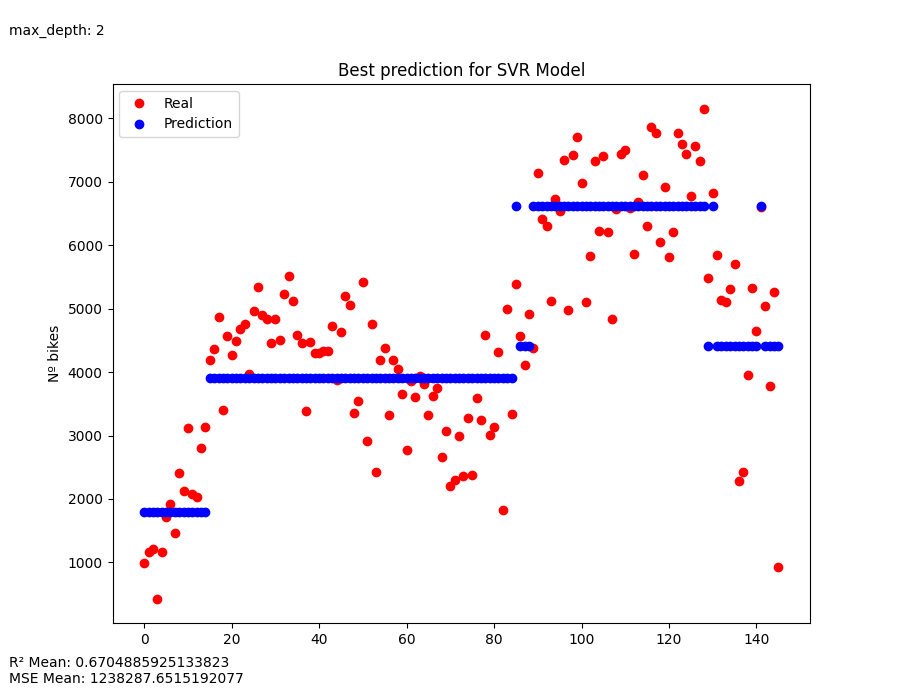 max_depth: 2
Best prediction for SVR Model
Real
Prediction
Nº bikes
8000
7000
6000
5000
4000
3000
2000
1000
0 20 40 60 80 100 120 140
R² Mean: 0.6704885925133823
MSE Mean: 1238287.6515192077